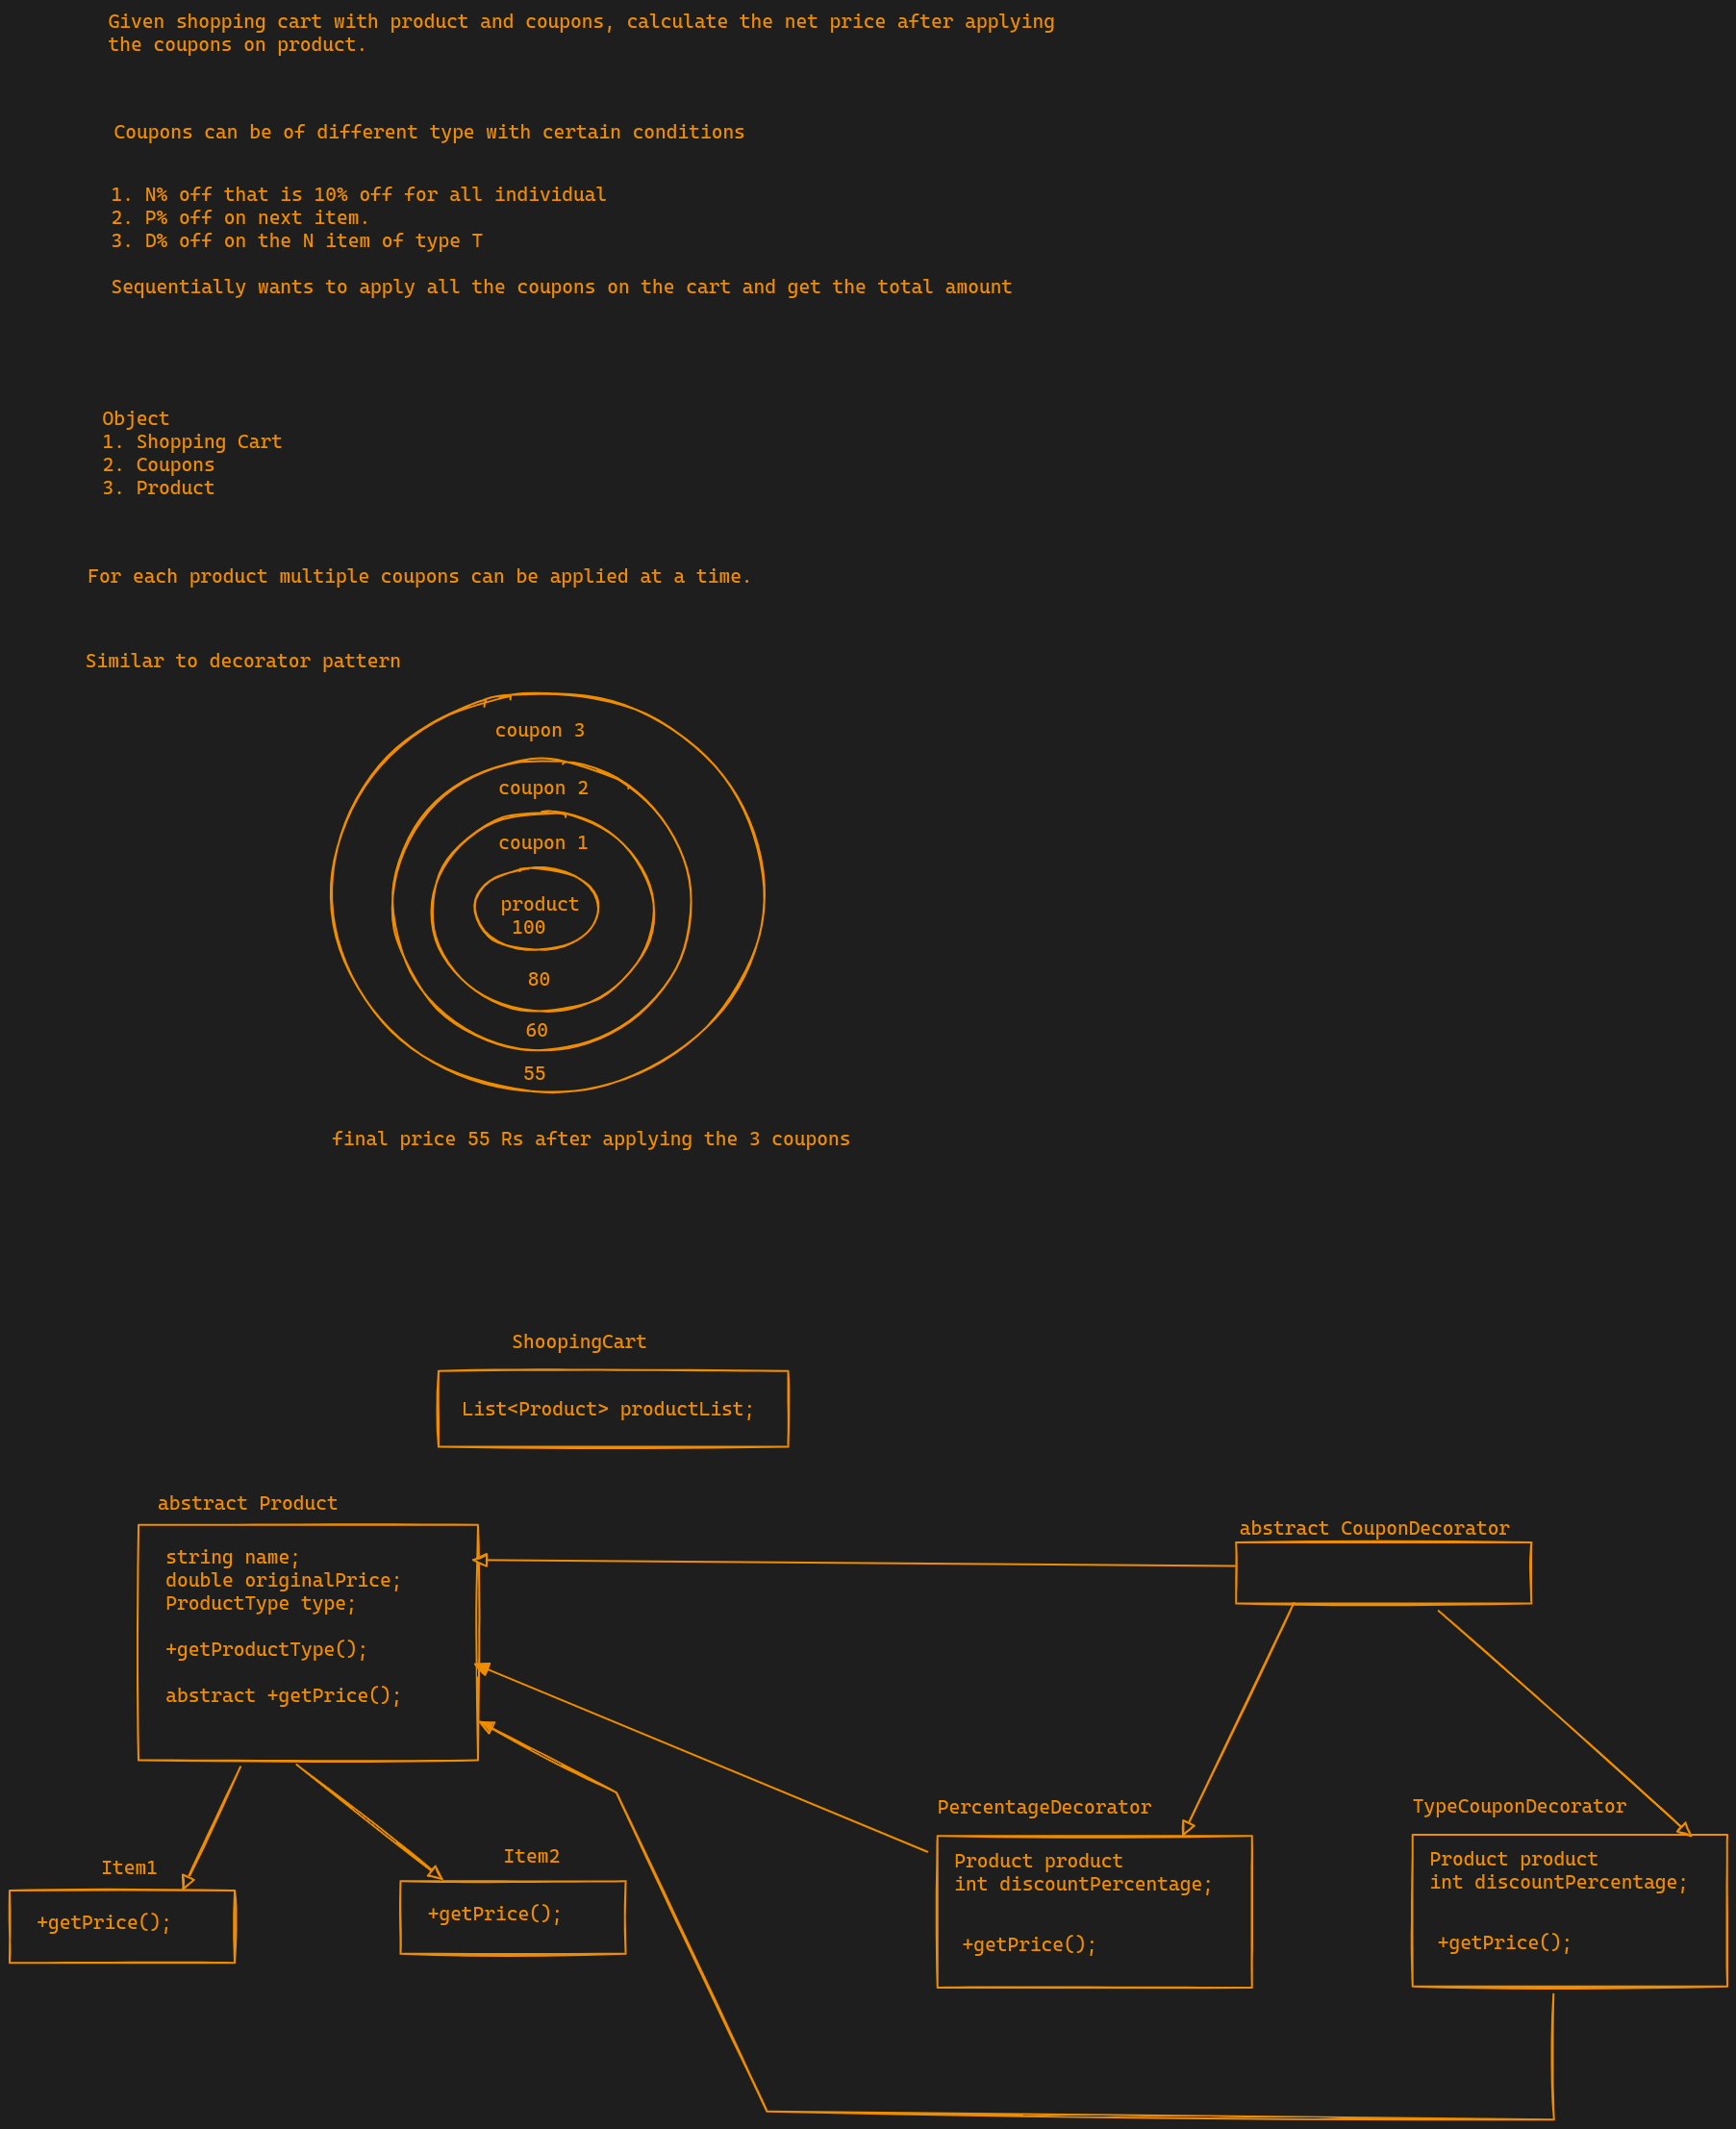 Given shopping cart with product and coupons, calculate the net price after applying
the coupons on product.
Coupons can be of different type with certain conditions
1. N% off that is 10% off for all individual
2. P% off on next item.
3. D% off on the N item of type T
Sequentially wants to apply all the coupons on the cart and get the total amount
Object
1. Shopping Cart
2. Coupons
3. Product
For each product multiple coupons can be applied at a time.
Similar to decorator pattern
coupon 3
coupon 2
coupon 1
product
100
80
60
55
final price 55 Rs after applying the 3 coupons
ShoopingCart
List<Product> productList;
abstract Product
string name;
double originalPrice;
ProductType type;
+getProductType();
abstract +getPrice();
abstract CouponDecorator
Item1
+getPrice();
Item2
+getPrice();
PercentageDecorator
Product product
int discountPercentage;
+getPrice();
TypeCouponDecorator
Product product
int discountPercentage;
+getPrice();